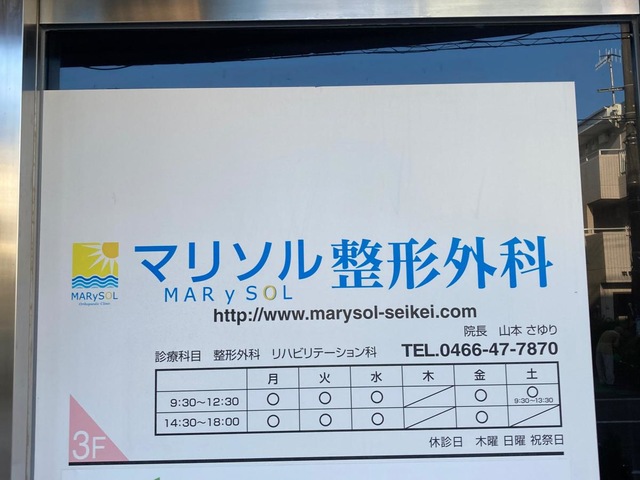 マリソル 整形外科
MARySOL
MARySOL
Orthopaedic Clinic
http://www.marysol-seikei.com
院長 山本 さゆり
診療科目 整形外科 リハビリテーション科 TEL.0466-47-7870
月 火 水 木 金 土
9:30〜12:30 ○ ○ ○ ／ ○ ○ 9:30〜13:30
14:30〜18:00 ○ ○ ○ ／ ○ ／
休診日 木曜 日曜 祝祭日
3F